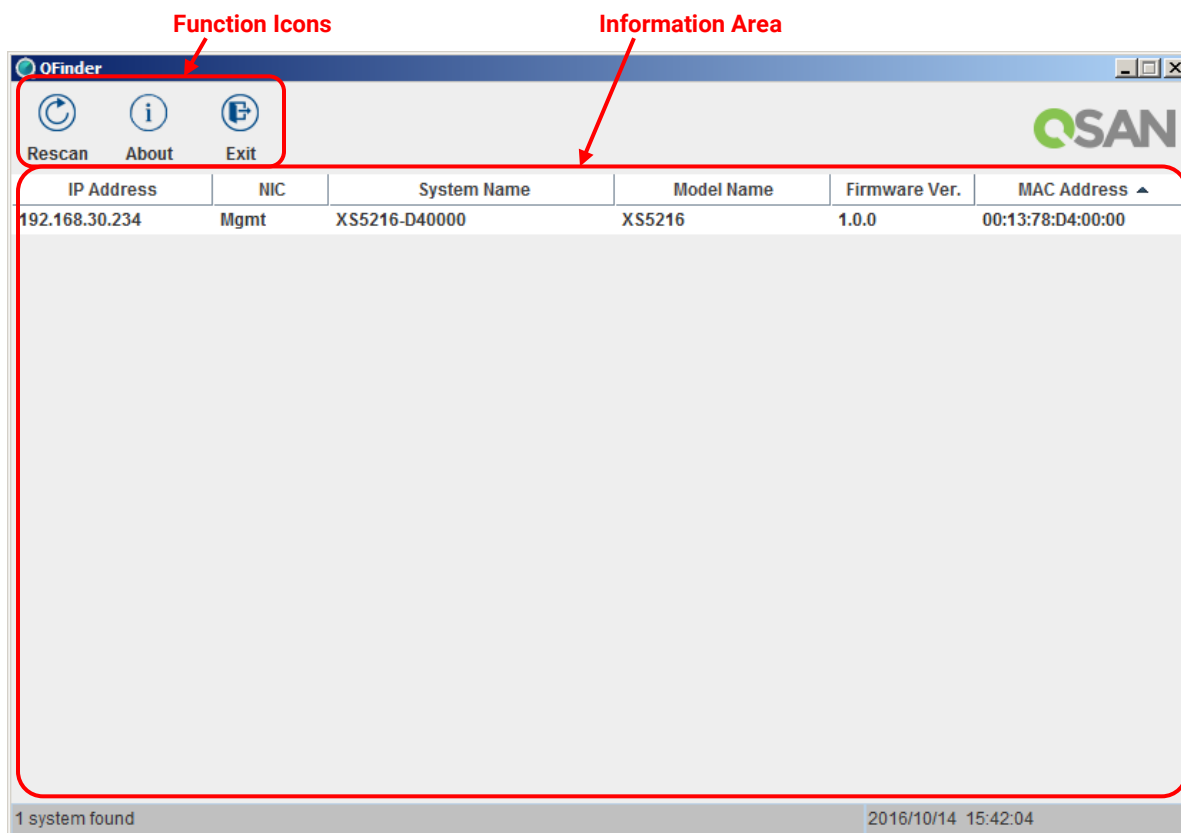 Function Icons Information Area
QFinder
QSAN
Rescan About Exit
IP Address NIC System Name Model Name Firmware Ver. MAC Address
192.168.30.234 Mgmt XS5216-D40000 XS5216 1.0.0 00:13:78:D4:00:00
1 system found 2016/10/14 15:42:04